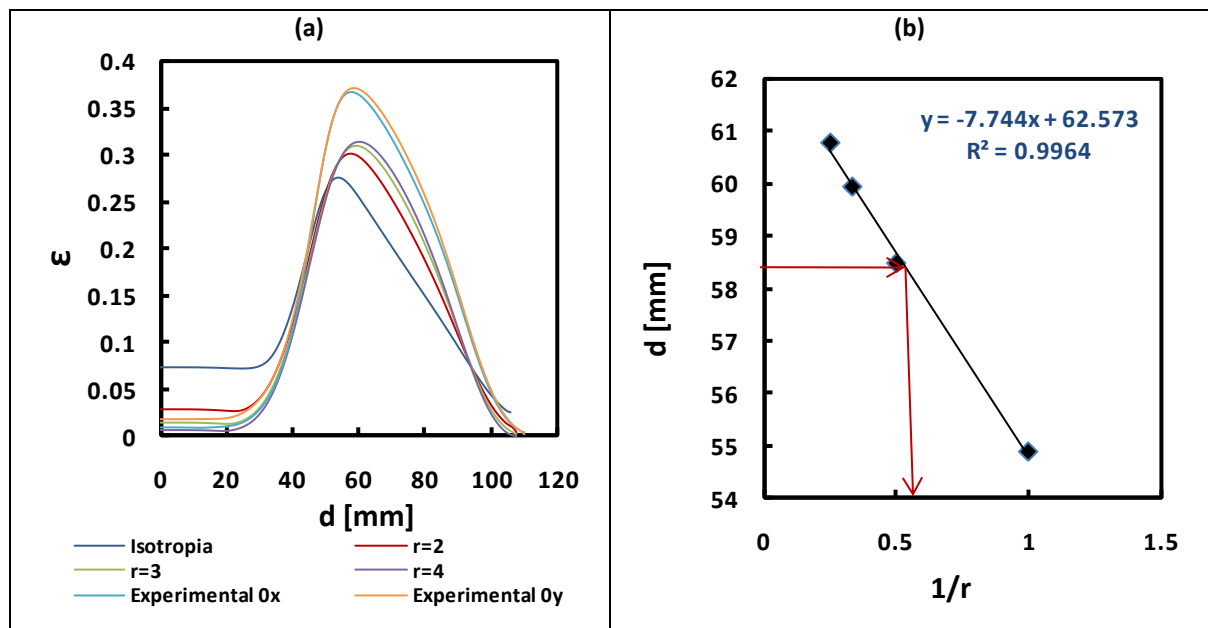 (a)
0.4
0.35
0.3
0.25
0.2
0.15
0.1
0.05
0
ε
0 20 40 60 80 100 120
d [mm]
Isotropia r=2
r=3 r=4
Experimental 0x Experimental 0y
(b)
62
61
60
59
58
57
56
55
54
d [mm]
y = -7.744x + 62.573
R² = 0.9964
0 0.5 1 1.5
1/r